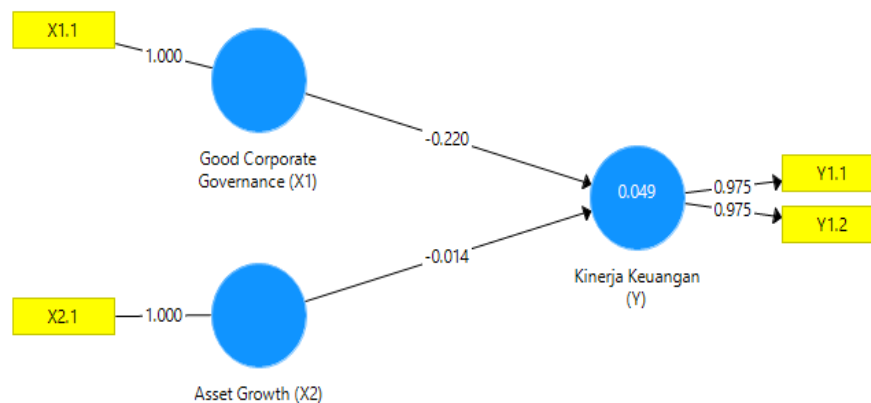 X1.1
1.000
Good Corporate
Governance (X1)
-0.220
0.049
0.975
0.975
Y1.1
Y1.2
Kinerja Keuangan
(Y)
-0.014
X2.1
1.000
Asset Growth (X2)